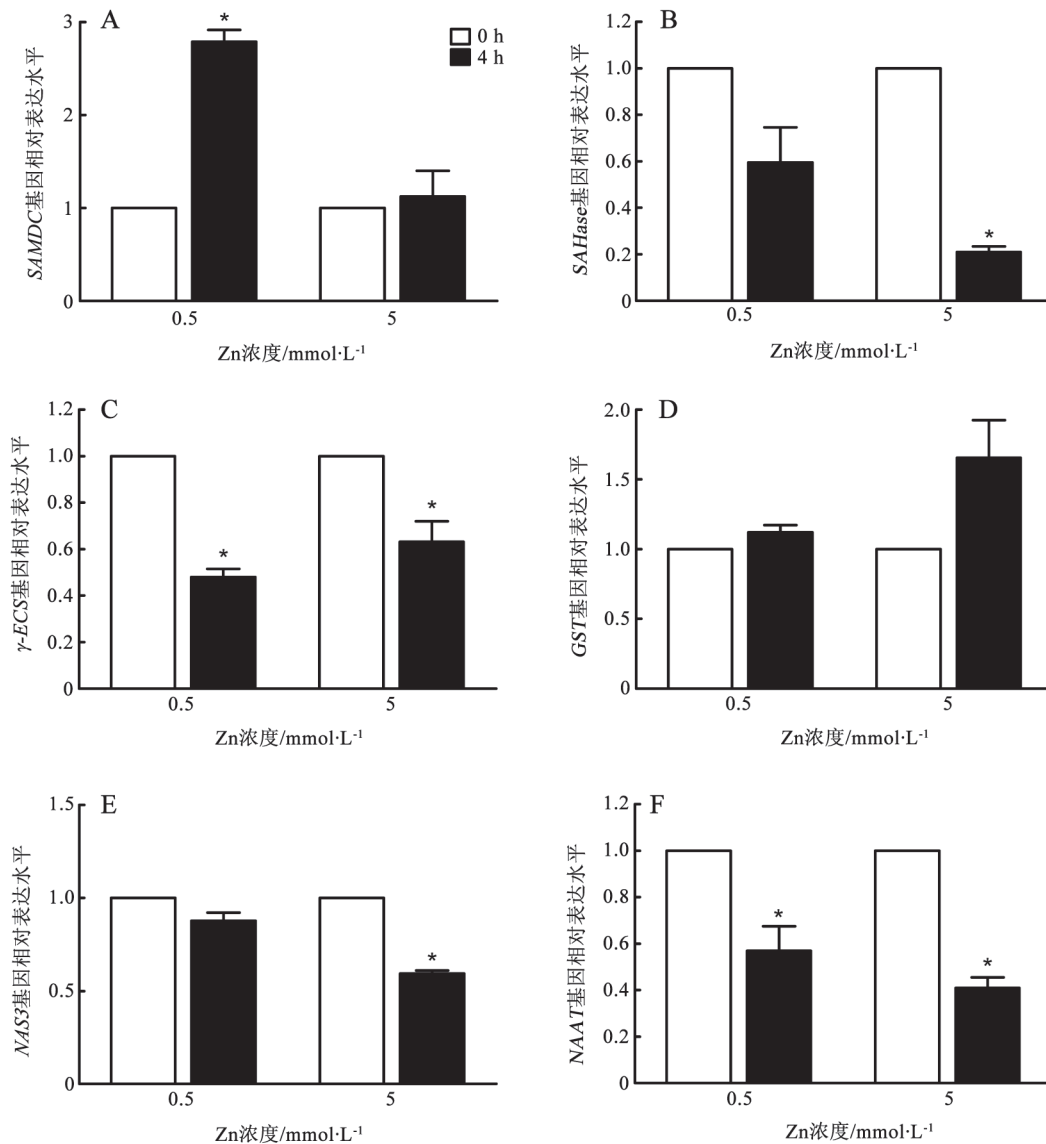 A
SAMDC基因相对表达水平
3
2
1
0
*
0 h
4 h
0.5
5
Zn浓度/mmol·L-1
B
SAHase基因相对表达水平
1.2
1.0
0.8
0.6
0.4
0.2
0
*
0.5
5
Zn浓度/mmol·L-1
C
γ-ECS基因相对表达水平
1.2
1.0
0.8
0.6
0.4
0.2
0
*
*
0.5
5
Zn浓度/mmol·L-1
D
GST基因相对表达水平
2.0
1.5
1.0
0.5
0
0.5
5
Zn浓度/mmol·L-1
E
NAS3基因相对表达水平
1.5
1.0
0.5
0
*
0.5
5
Zn浓度/mmol·L-1
F
NAAT基因相对表达水平
1.2
1.0
0.8
0.6
0.4
0.2
0
*
*
0.5
5
Zn浓度/mmol·L-1